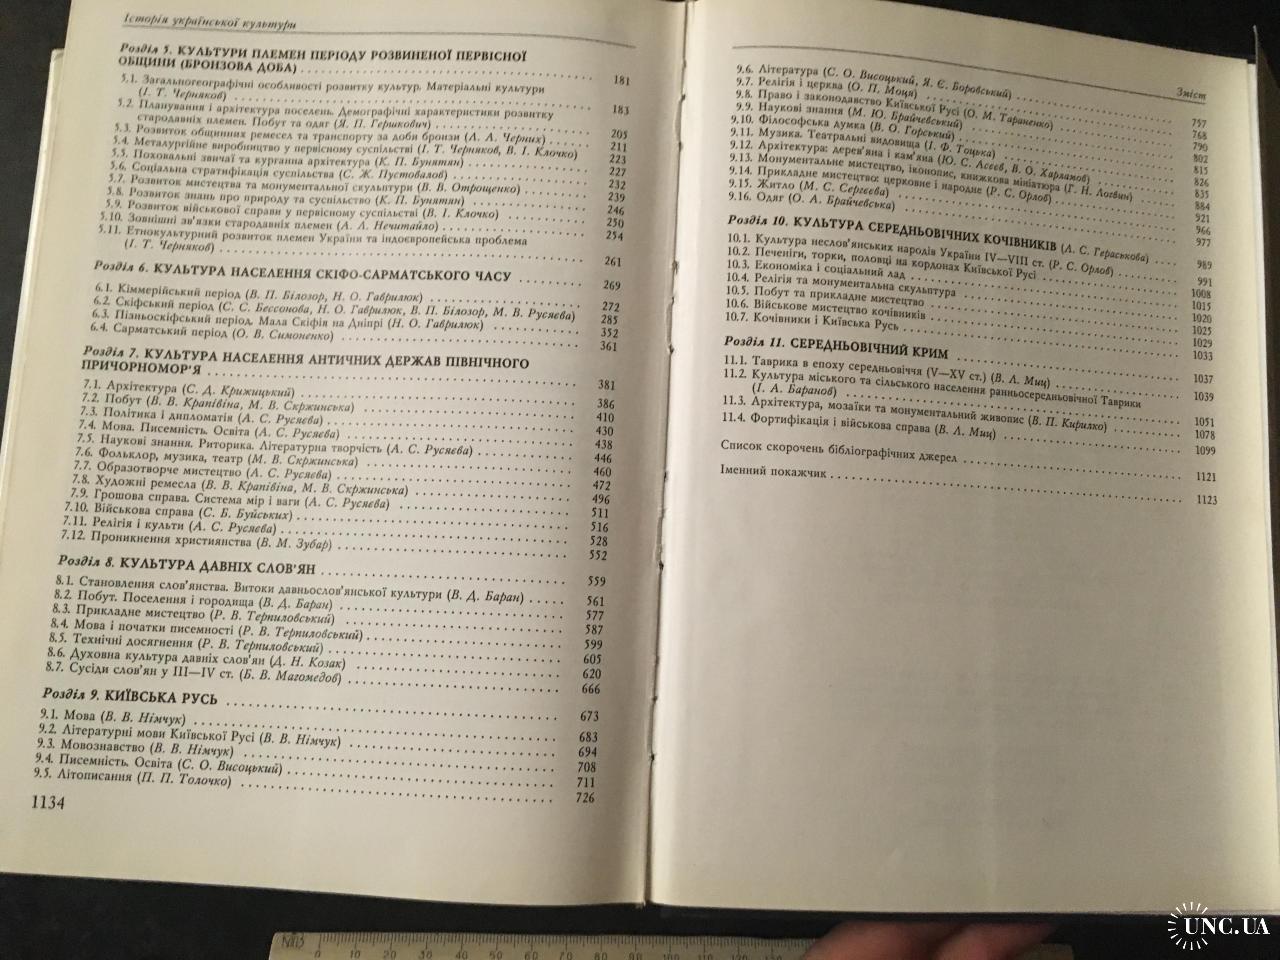 Історія української культури
Розділ 5. КУЛЬТУРИ ПЛЕМЕН ПЕРІОДУ РОЗВИНЕНОЇ ПЕРВІСНОЇ
ОБЩИНИ (БРОНЗОВА ДОБА) 181
5.1. Загальногеографічні особливості розвитку культур. Матеріальні культури
(І. Т. Черняков) 183
5.2. Планування і архітектура поселень. Демографічні характеристики розвитку
стародавніх племен. Побут та одяг (Я. П. Гершкович) 205
5.3. Розвиток общинних ремесел та транспорту за доби бронзи (Л. А. Черних) 211
5.4. Металургійне виробництво у первісному суспільстві (І. Т. Черняков, В. І. Клочко) 223
5.5. Поховальні звичаї та курганна архітектура (К. П. Бунятян) 227
5.6. Соціальна стратифікація суспільства (С. Ж. Пустовалов) 232
5.7. Розвиток мистецтва та монументальної скульптури (В. В. Отрощенко) 239
5.8. Розвиток знань про природу та суспільство (К. П. Бунятян) 246
5.9. Розвиток військової справи у первісному суспільстві (В. І. Клочко) 250
5.10. Зовнішні зв'язки стародавніх племен (А. Л. Нечитайло) 254
5.11. Етнокультурний розвиток племен України та індоєвропейська проблема
(І. Т. Черняков) 261
Розділ 6. КУЛЬТУРА НАСЕЛЕННЯ СКІФО-САРМАТСЬКОГО ЧАСУ 269
6.1. Кіммерійський період (В. П. Білозор, Н. О. Гаврилюк) 272
6.2. Скіфський період (С. С. Бессонова, Н. О. Гаврилюк, В. П. Білозор, М. В. Русяєва) 285
6.3. Пізньоскіфський період. Мала Скіфія на Дніпрі (Н. О. Гаврилюк) 352
6.4. Сарматський період (О. В. Симоненко) 361
Розділ 7. КУЛЬТУРА НАСЕЛЕННЯ АНТИЧНИХ ДЕРЖАВ ПІВНІЧНОГО
ПРИЧОРНОМОР'Я 381
7.1. Архітектура (С. Д. Крижицький) 386
7.2. Побут (В. В. Крапівіна, М. В. Скржинська) 410
7.3. Політика і дипломатія (А. С. Русяєва) 430
7.4. Мова. Писемність. Освіта (А. С. Русяєва) 438
7.5. Наукові знання. Риторика. Літературна творчість (А. С. Русяєва) 446
7.6. Фольклор, музика, театр (М. В. Скржинська) 460
7.7. Образотворче мистецтво (А. С. Русяєва) 472
7.8. Художні ремесла (В. В. Крапівіна, М. В. Скржинська) 496
7.9. Грошова справа. Система мір і ваги (А. С. Русяєва) 511
7.10. Військова справа (С. Б. Буйських) 516
7.11. Релігія і культи (А. С. Русяєва) 528
7.12. Проникнення християнства (В. М. Зубар) 552
Розділ 8. КУЛЬТУРА ДАВНІХ СЛОВ'ЯН 559
8.1. Становлення слов'янства. Витоки давньослов'янської культури (В. Д. Баран) 561
8.2. Побут. Поселення і городища (В. Д. Баран) 577
8.3. Прикладне мистецтво (Р. В. Терпиловський) 587
8.4. Мова і початки писемності (Р. В. Терпиловський) 599
8.5. Технічні досягнення (Р. В. Терпиловський) 605
8.6. Духовна культура давніх слов'ян (Д. Н. Козак) 620
8.7. Сусіди слов'ян у III—IV ст. (Б. В. Магомедов) 666
Розділ 9. КИЇВСЬКА РУСЬ 673
9.1. Мова (В. В. Німчук) 683
9.2. Літературні мови Київської Русі (В. В. Німчук) 694
9.3. Мовознавство (В. В. Німчук) 708
9.4. Писемність. Освіта (С. О. Висоцький) 711
9.5. Літописання (П. П. Толочко) 726
1134
Зміст
9.6. Література (С. О. Висоцький, Я. Є. Боровський) 757
9.7. Релігія і церква (О. П. Моця) 768
9.8. Право і законодавство Київської Русі (О. М. Тараненко) 790
9.9. Наукові знання (М. Ю. Брайчевський) 802
9.10. Філософська думка (В. О. Горський) 815
9.11. Музика. Театральні видовища (І. Ф. Тоцька) 826
9.12. Архітектура: дерев'яна і кам'яна (Ю. С. Асеєв, В. О. Харламов) 835
9.13. Монументальне мистецтво, іконопис, книжкова мініатюра (Г. Н. Логвин) 884
9.14. Прикладне мистецтво: церковне і народне (Р. С. Орлов) 921
9.15. Житло (М. С. Сергєєва) 966
9.16. Одяг (О. А. Брайчевська) 977
Розділ 10. КУЛЬТУРА СЕРЕДНЬОВІЧНИХ КОЧІВНИКІВ (Л. С. Гераськова) 989
10.1. Культура неслов'янських народів України IV—VIII ст. (Р. С. Орлов) 991
10.2. Печеніги, торки, половці на кордонах Київської Русі 1008
10.3. Економіка і соціальний лад 1015
10.4. Релігія та монументальна скульптура 1020
10.5. Побут та прикладне мистецтво 1025
10.6. Військове мистецтво кочівників 1029
10.7. Кочівники і Київська Русь 1033
Розділ 11. СЕРЕДНЬОВІЧНИЙ КРИМ 1037
11.1. Таврика в епоху середньовіччя (V—XV ст.) (В. Л. Миц) 1039
11.2. Культура міського та сільського населення ранньосередньовічної Таврики
(І. А. Баранов) 1051
11.3. Архітектура, мозаїки та монументальний живопис (В. П. Кирилко) 1078
11.4. Фортифікація і військова справа (В. Л. Миц) 1099
Список скорочень бібліографічних джерел 1121
Іменний покажчик 1123
0 10 20 30 40 50 60 70 80 90 100 110 120 130
UNC.UA